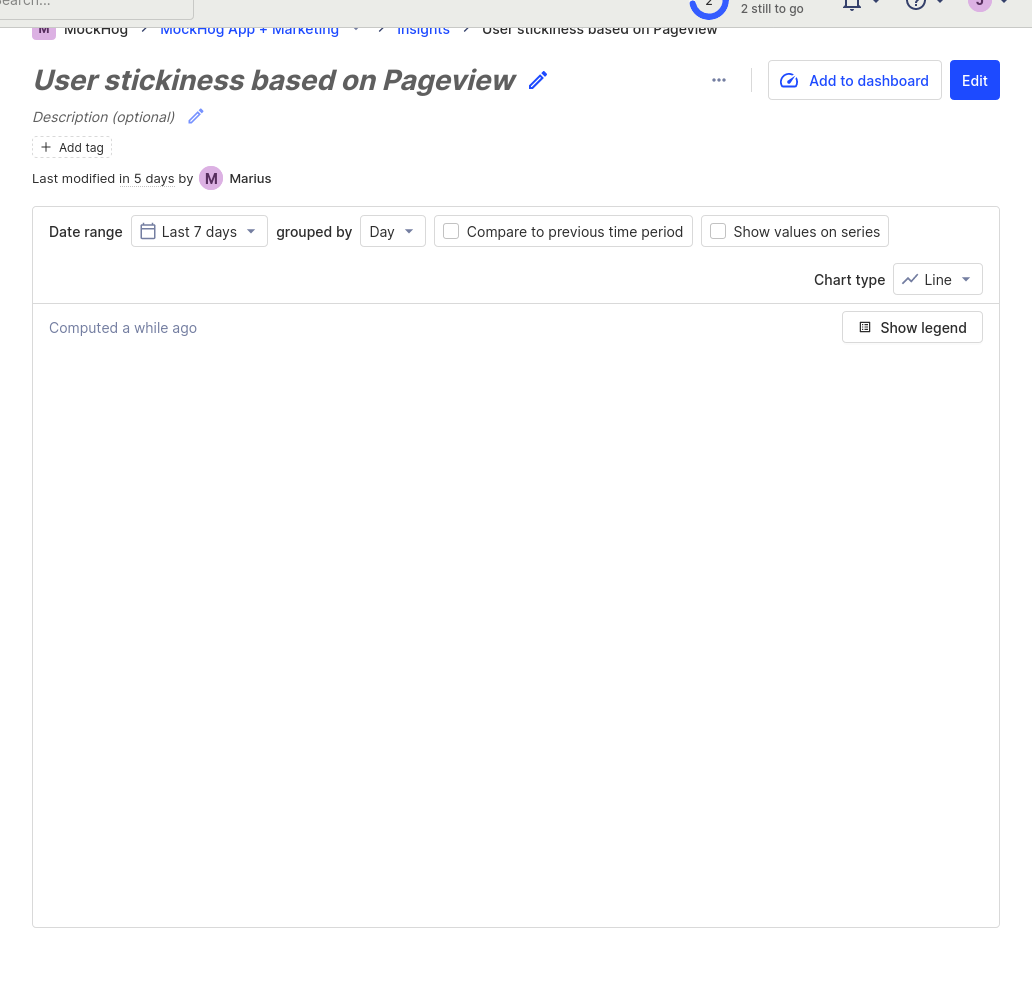 Search...
2
2 still to go
J
M MockHog MockHog App + Marketing Insights User stickiness based on Pageview
User stickiness based on Pageview
Add to dashboard
Edit
Description (optional)
Add tag
Last modified in 5 days by M Marius
Date range Last 7 days grouped by Day Compare to previous time period Show values on series
Chart type Line
Computed a while ago
Show legend